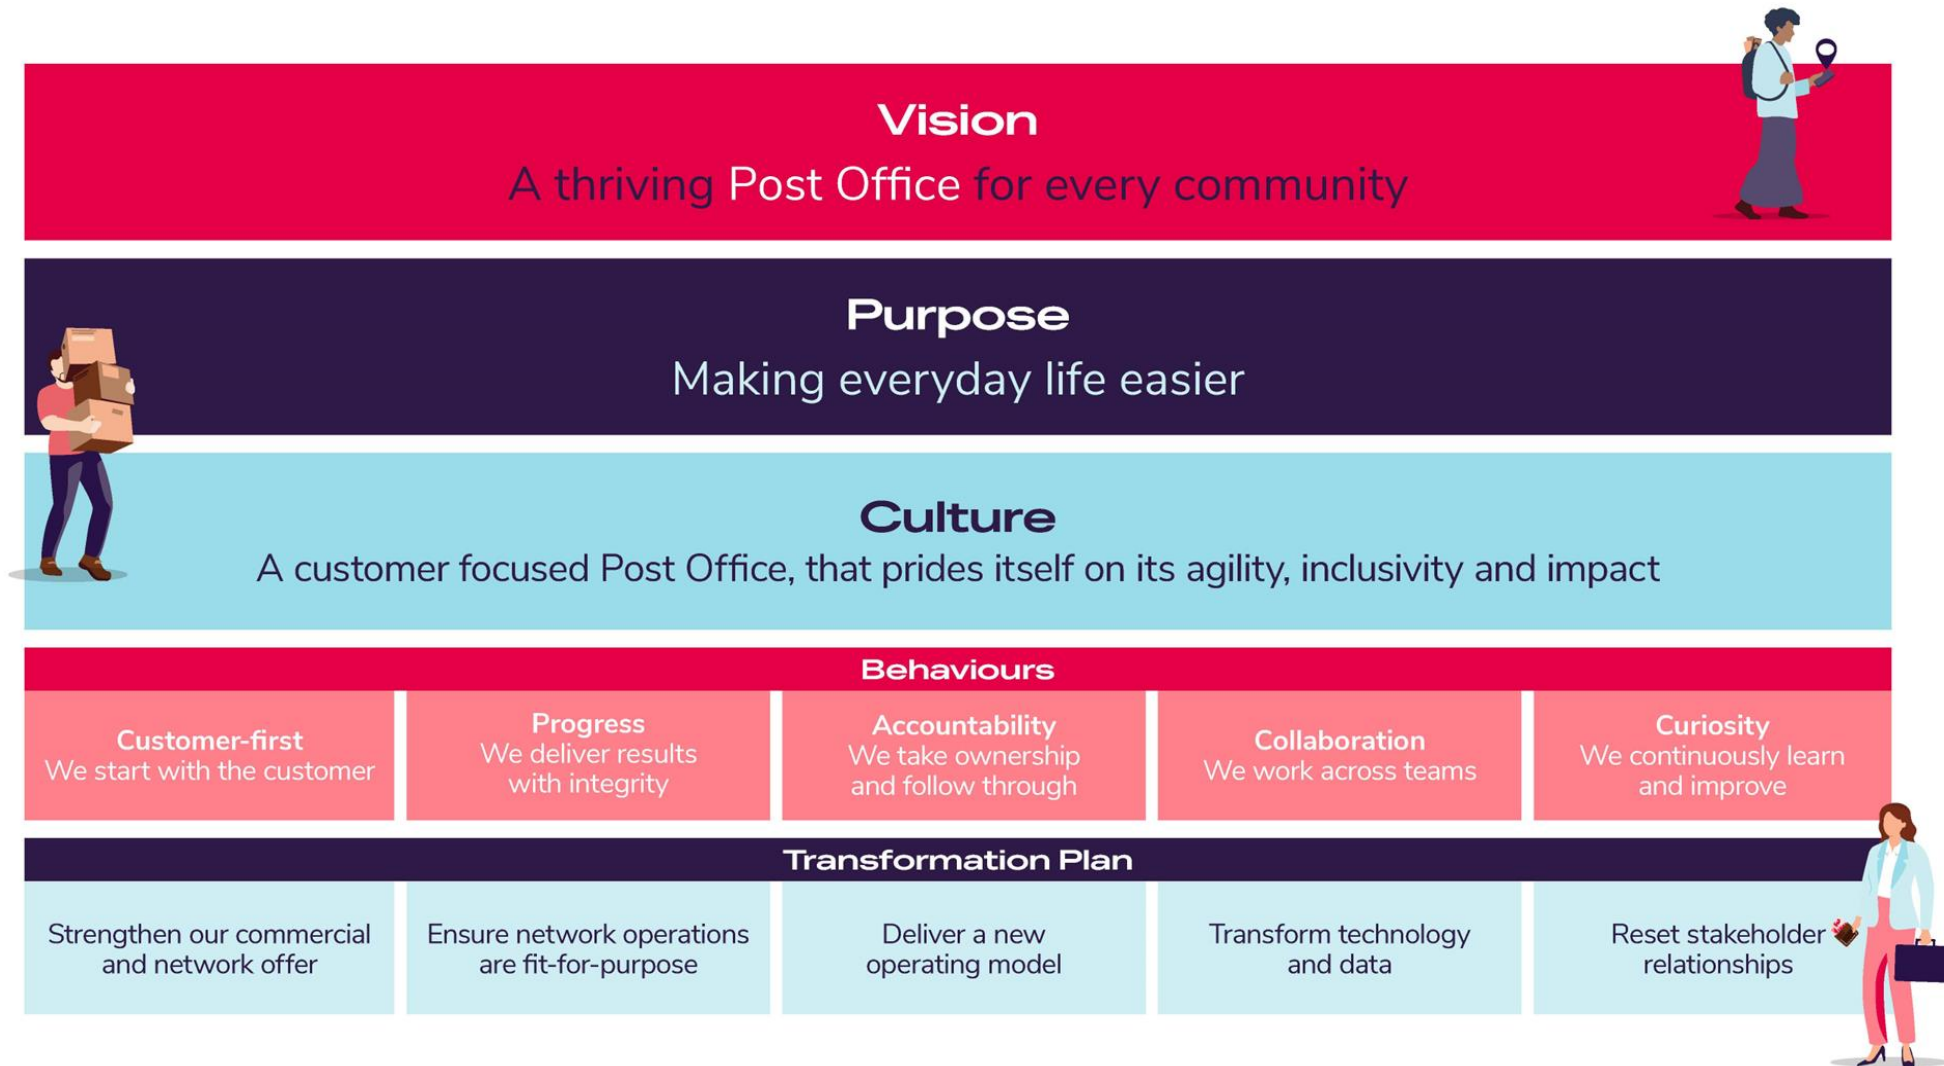 Vision
A thriving Post Office for every community
Purpose
Making everyday life easier
Culture
A customer focused Post Office, that prides itself on its agility, inclusivity and impact
Behaviours
Customer-first
We start with the customer
Progress
We deliver results
with integrity
Accountability
We take ownership
and follow through
Collaboration
We work across teams
Curiosity
We continuously learn
and improve
Transformation Plan
Strengthen our commercial
and network offer
Ensure network operations
are fit-for-purpose
Deliver a new
operating model
Transform technology
and data
Reset stakeholder
relationships